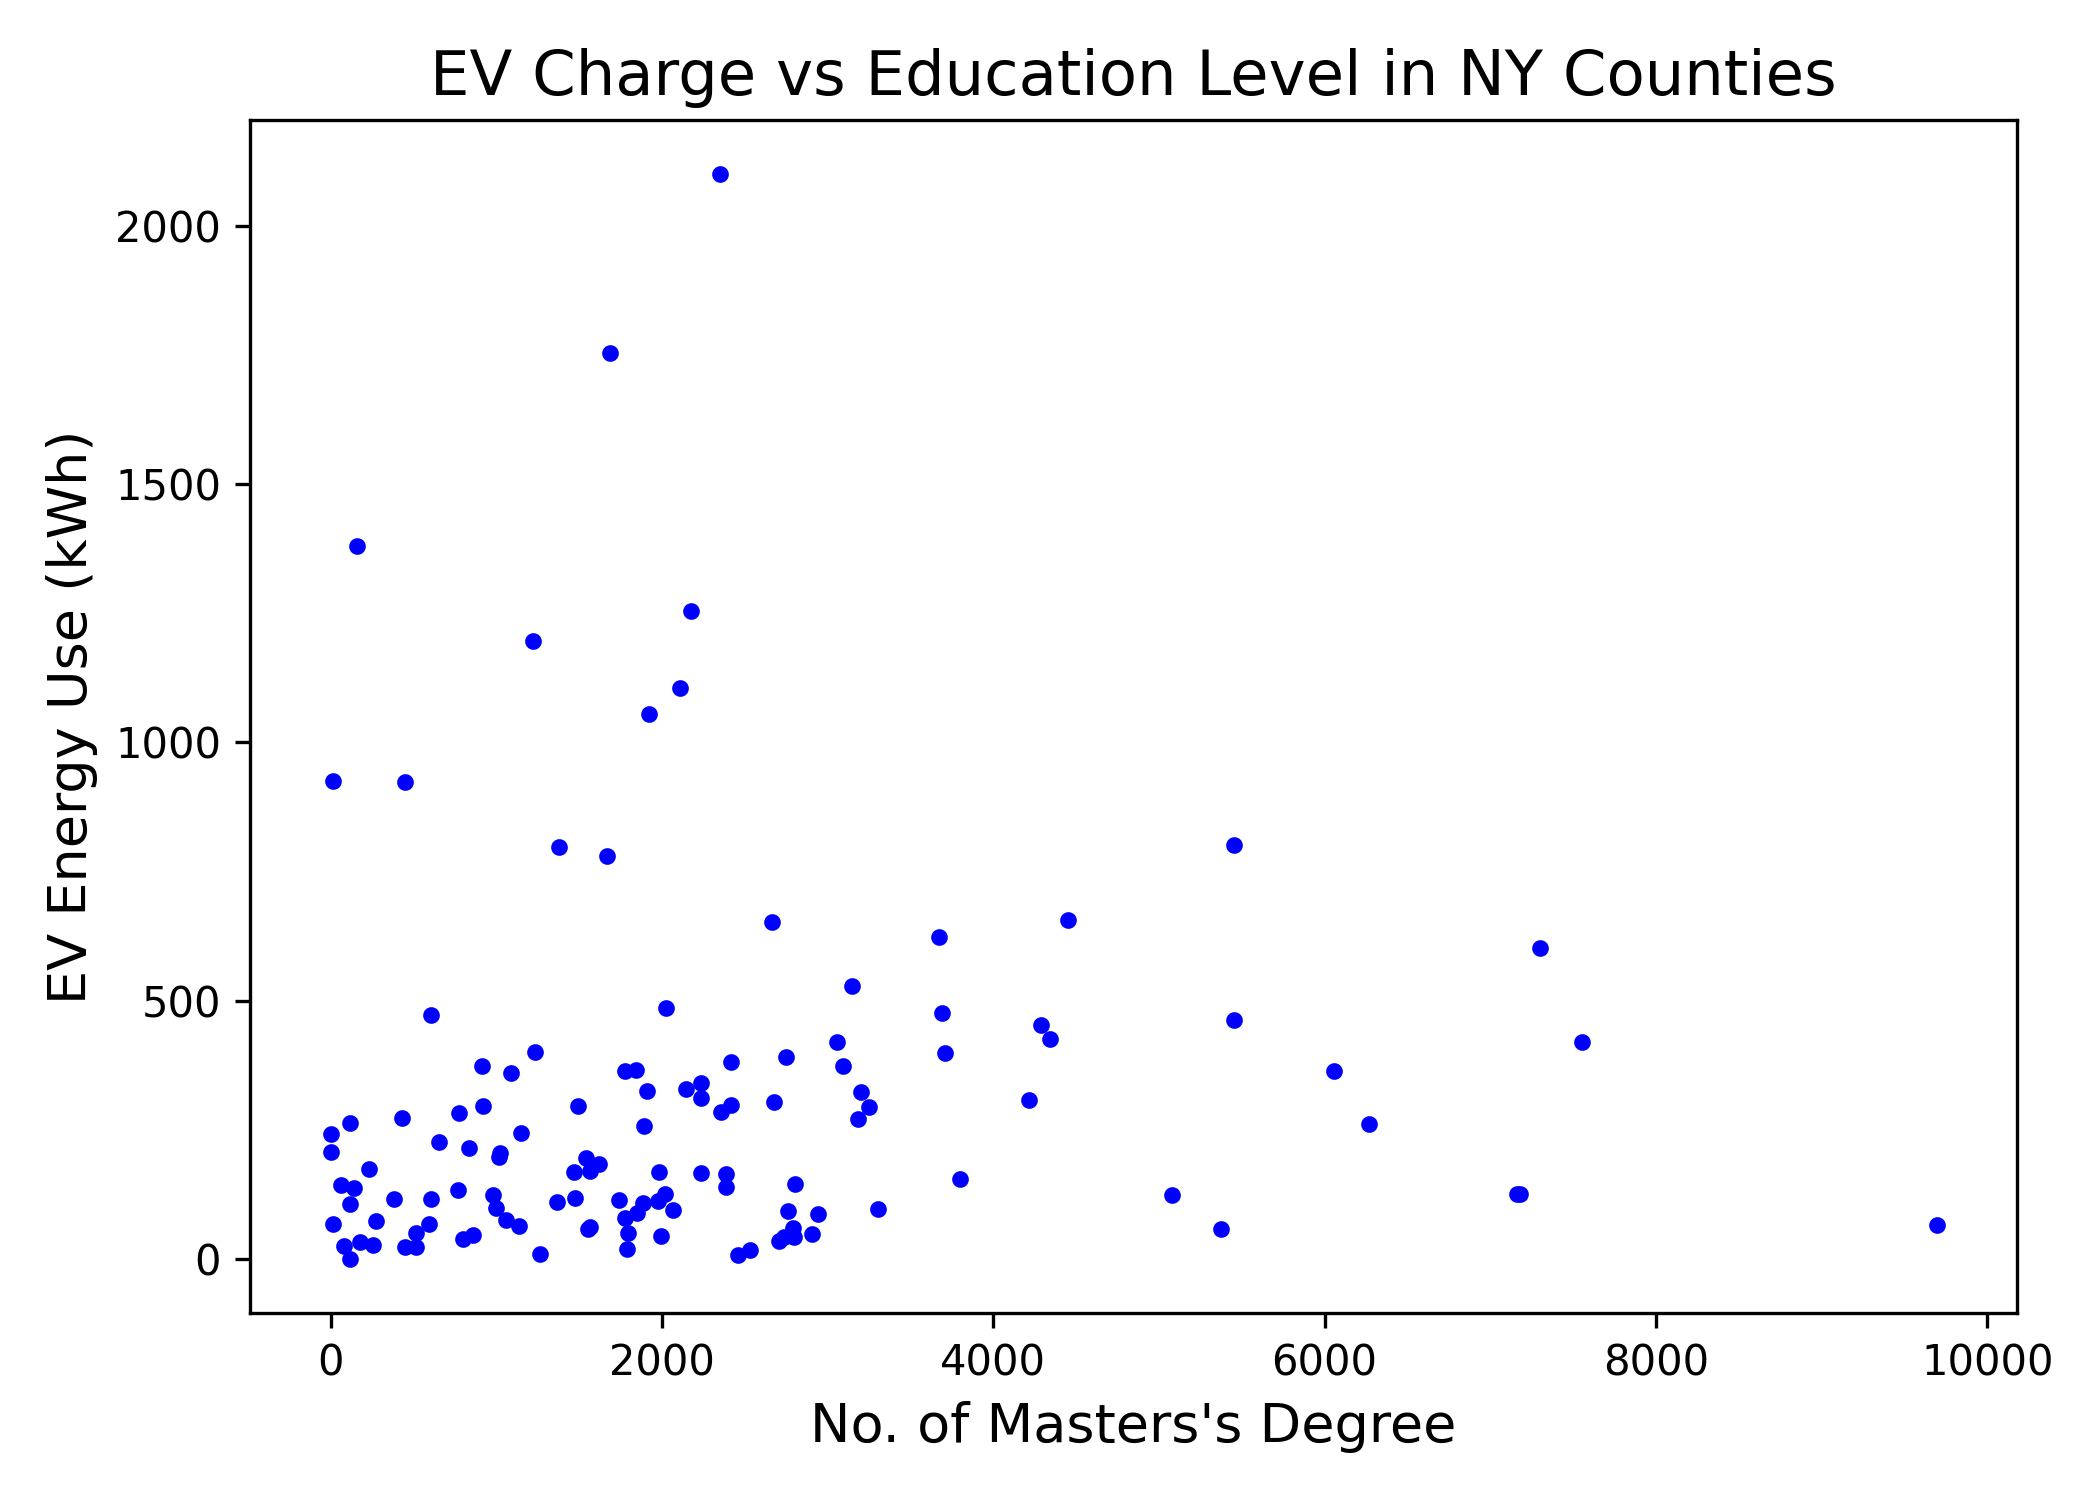 EV Charge vs Education Level in NY Counties
EV Energy Use (kWh)
2000
1500
1000
500
0
0 2000 4000 6000 8000 10000
No. of Masters's Degree